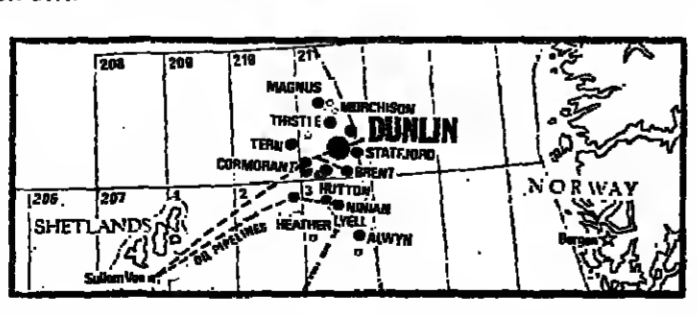 208 209 210 211
MAGNUS
MURCHISON
THISTLE
DUNLIN
TERN
STATFJORD
CORMORANT
BRENT
206 207 1 2 3
HUTTON
NORWAY
NINIAN
SHETLANDS
HEATHER
LYELL
OIL PIPELINES
ALWYN
Bergen
Sullom Voe